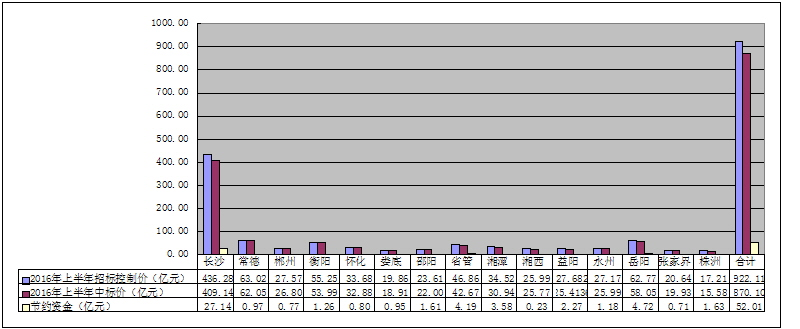 1000.00
900.00
800.00
700.00
600.00
500.00
400.00
300.00
200.00
100.00
0.00
长沙 常德 郴州 衡阳 怀化 娄底 邵阳 省管 湘潭 湘西 益阳 永州 岳阳 张家界 株洲 合计
2016年上半年招标控制价（亿元） 436.28 63.02 27.57 55.25 33.68 19.86 23.61 46.86 34.52 25.99 27.682 27.17 62.77 20.64 17.21 922.11
2016年上半年中标价（亿元） 409.14 62.05 26.80 53.99 32.88 18.91 22.00 42.67 30.94 25.77 25.4130 25.99 58.05 19.93 15.58 870.10
节约资金（亿元） 27.14 0.97 0.77 1.26 0.80 0.95 1.61 4.19 3.58 0.23 2.27 1.18 4.72 0.71 1.63 52.01